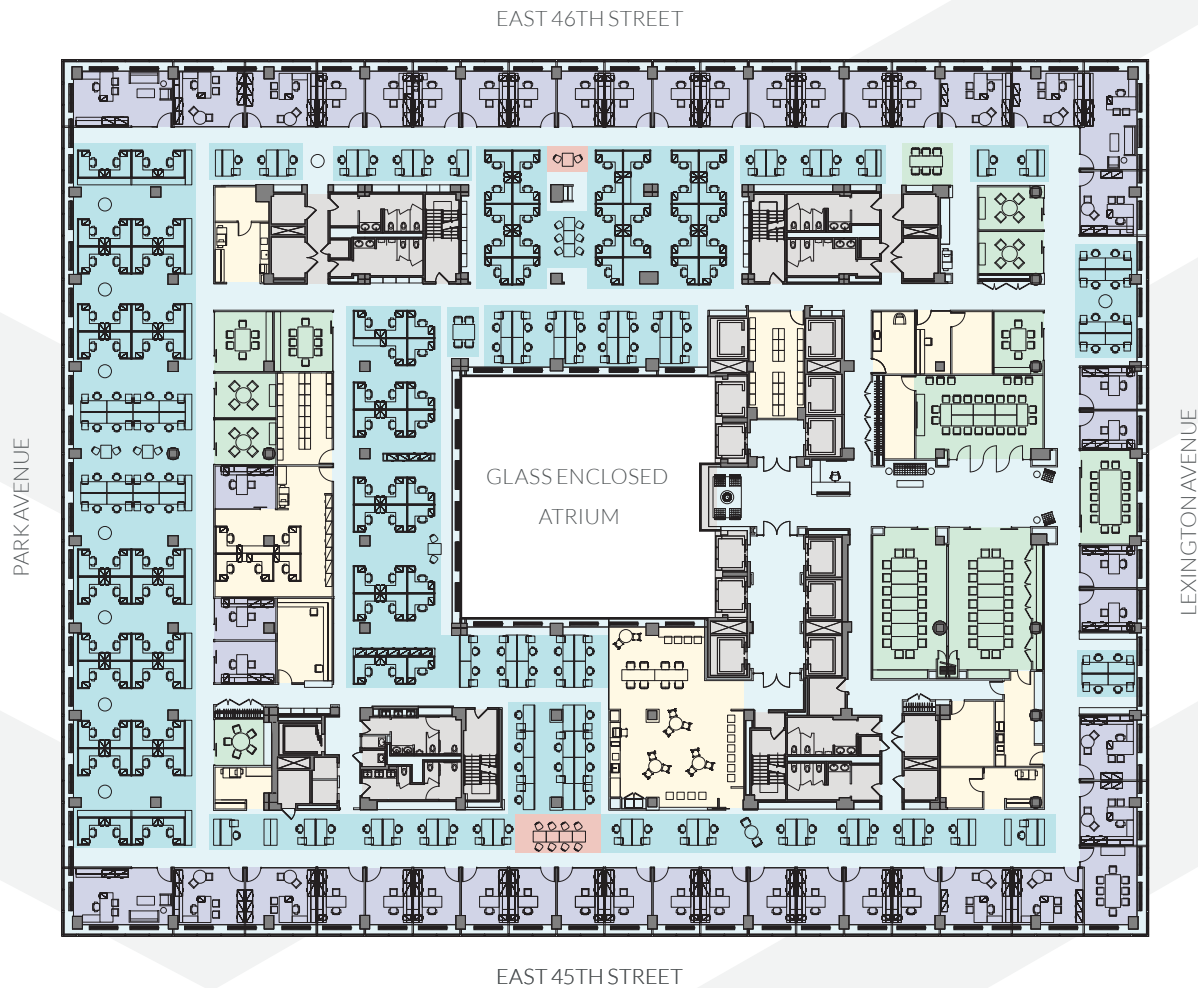 EAST 46TH STREET
PARK AVENUE
GLASS ENCLOSED
ATRIUM
LEXINGTON AVENUE
EAST 45TH STREET